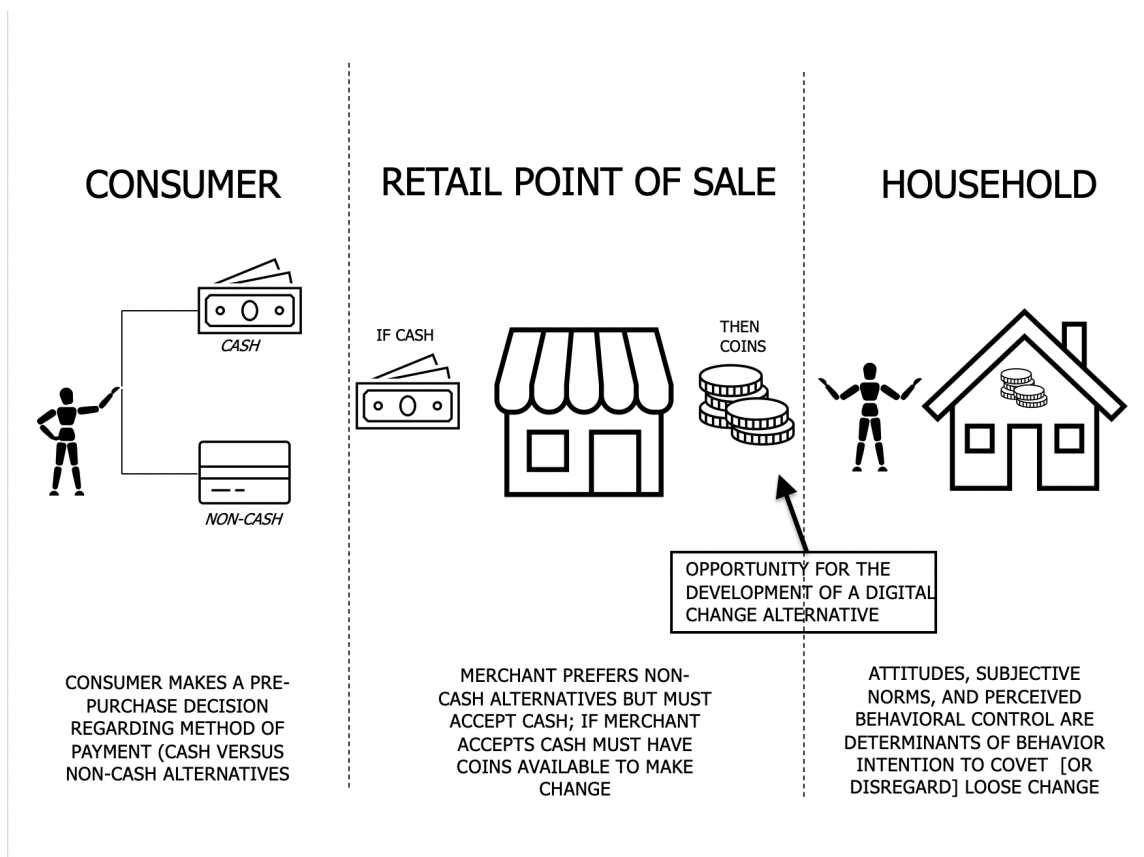 CONSUMER
RETAIL POINT OF SALE
HOUSEHOLD
CASH
NON-CASH
IF CASH
THEN
COINS
OPPORTUNITY FOR THE
DEVELOPMENT OF A DIGITAL
CHANGE ALTERNATIVE
CONSUMER MAKES A PRE-
PURCHASE DECISION
REGARDING METHOD OF
PAYMENT (CASH VERSUS
NON-CASH ALTERNATIVES
MERCHANT PREFERS NON-
CASH ALTERNATIVES BUT MUST
ACCEPT CASH; IF MERCHANT
ACCEPTS CASH MUST HAVE
COINS AVAILABLE TO MAKE
CHANGE
ATTITUDES, SUBJECTIVE
NORMS, AND PERCEIVED
BEHAVIORAL CONTROL ARE
DETERMINANTS OF BEHAVIOR
INTENTION TO COVET [OR
DISREGARD] LOOSE CHANGE